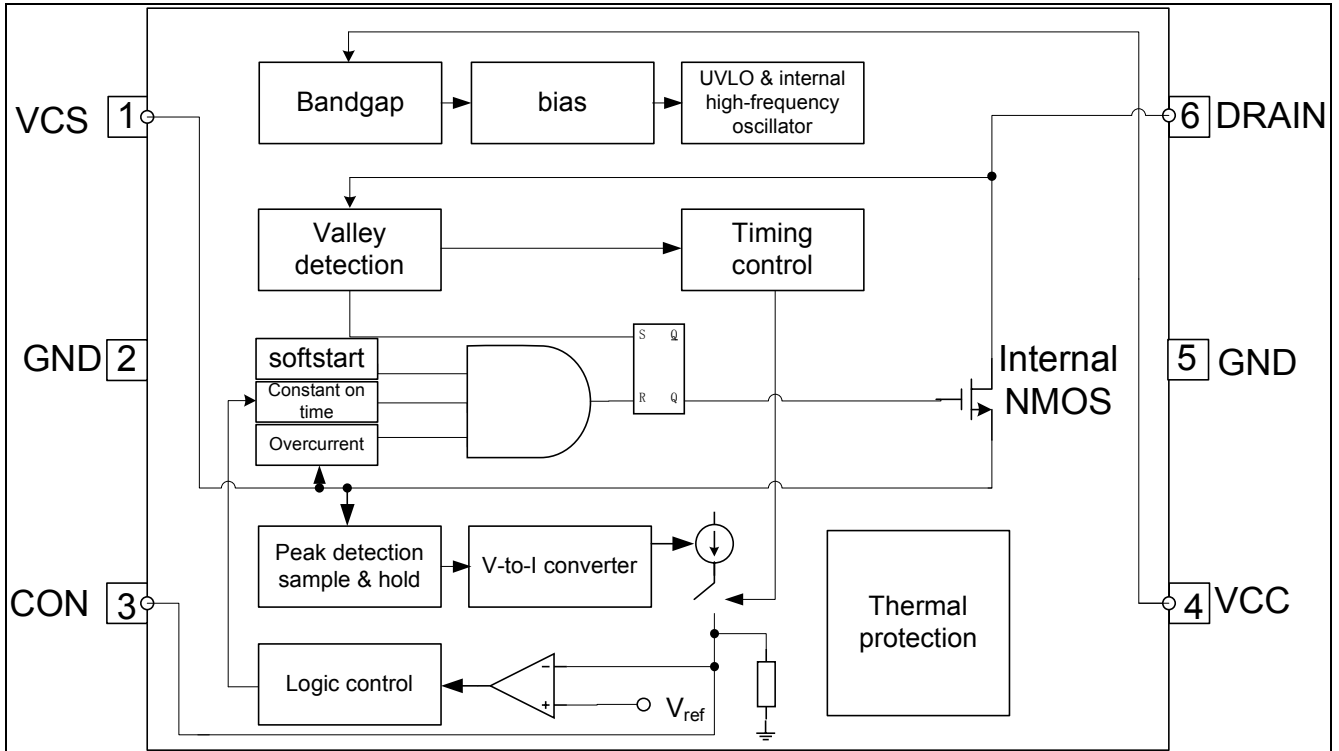 VCS 1
GND 2
CON 3
Bandgap
bias
UVLO & internal
high-frequency
oscillator
Valley
detection
Timing
control
softstart
Constant on
time
Overcurrent
S Q
R Q
Internal
NMOS
Peak detection
sample & hold
V-to-I converter
Logic control
-
+
Vref
Thermal
protection
6 DRAIN
5 GND
4 VCC